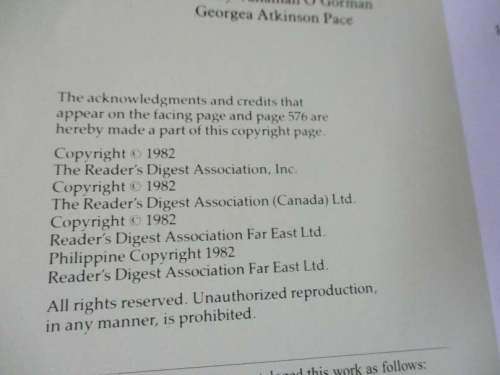 O'Gorman
Georgea Atkinson Pace
The acknowledgments and credits that
appear on the facing page and page 576 are
hereby made a part of this copyright page.
Copyright © 1982
The Reader's Digest Association, Inc.
Copyright © 1982
The Reader's Digest Association (Canada) Ltd.
Copyright © 1982
Reader's Digest Association Far East Ltd.
Philippine Copyright 1982
Reader's Digest Association Far East Ltd.
All rights reserved. Unauthorized reproduction,
in any manner, is prohibited.
this work as follows: